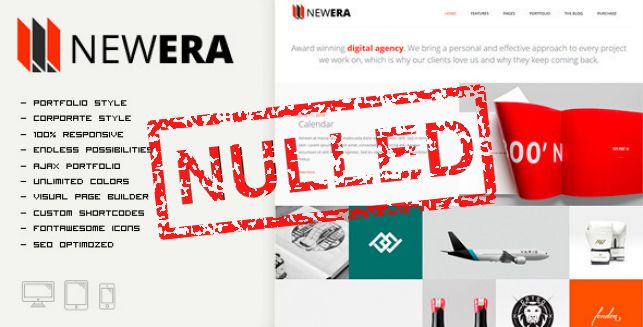 NEWERA
– PORTFOLIO STYLE
– CORPORATE STYLE
– 100% RESPONSIVE
– ENDLESS POSSIBILITIES
– AJAX PORTFOLIO
– UNLIMITED COLORS
– VISUAL PAGE BUILDER
– CUSTOM SHORTCODES
– FONTAWESOME ICONS
– SEO OPTIMIZED
NEWERA
HOME FEATURES PAGES PORTFOLIO THE BLOG PURCHASE
Award winning digital agency. We bring a personal and effective approach to every project
we work on, which is why our clients love us and why they keep coming back.
Calendar
NULLED
OO' N
VARIG
London